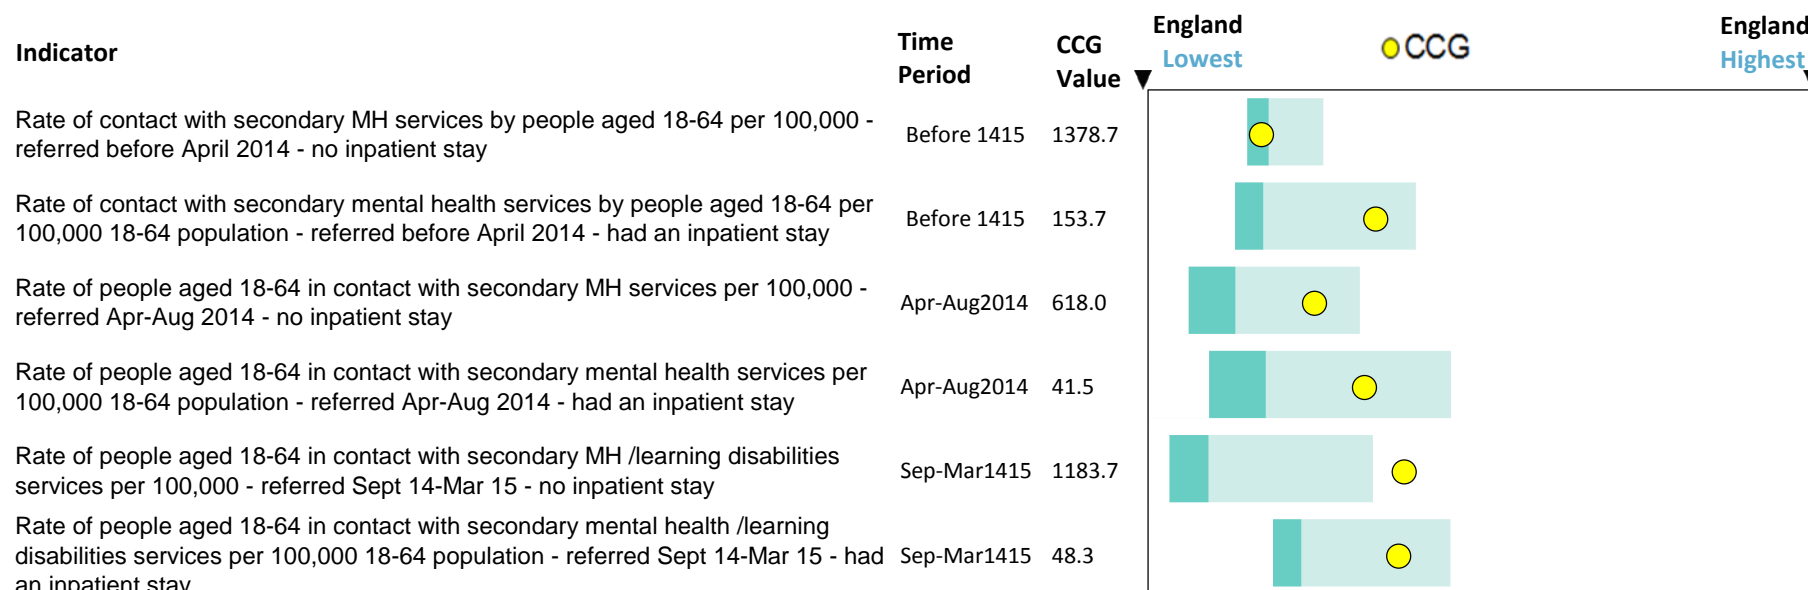 Indicator
Time Period
CCG Value
England Lowest
CCG
England Highest
Rate of contact with secondary MH services by people aged 18-64 per 100,000 -
referred before April 2014 - no inpatient stay
Before 1415 1378.7
Rate of contact with secondary mental health services by people aged 18-64 per
100,000 18-64 population - referred before April 2014 - had an inpatient stay
Before 1415 153.7
Rate of people aged 18-64 in contact with secondary MH services per 100,000 -
referred Apr-Aug 2014 - no inpatient stay
Apr-Aug2014 618.0
Rate of people aged 18-64 in contact with secondary mental health services per
100,000 18-64 population - referred Apr-Aug 2014 - had an inpatient stay
Apr-Aug2014 41.5
Rate of people aged 18-64 in contact with secondary MH /learning disabilities
services per 100,000 - referred Sept 14-Mar 15 - no inpatient stay
Sep-Mar1415 1183.7
Rate of people aged 18-64 in contact with secondary mental health /learning
disabilities services per 100,000 18-64 population - referred Sept 14-Mar 15 - had
an inpatient stay
Sep-Mar1415 48.3